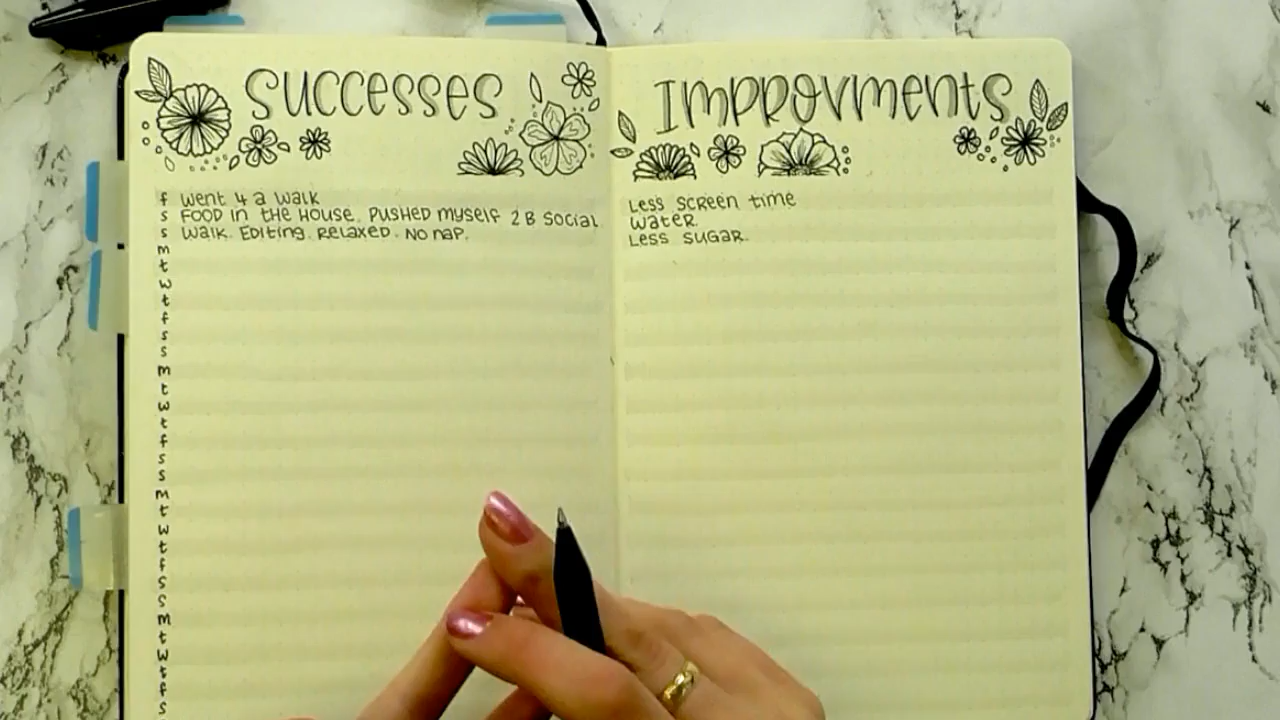 SUCCESSES
f went 4 a walk
s FOOD in the HOUSE. PUSHED myself 2 B SOCIAL.
s walk. Editing. Relaxed. No nap.
m
t
w
t
f
s
s
m
t
w
t
f
s
s
m
t
w
t
f
s
s
m
t
w
t
f
s
Impprovments
Less screen time
water.
Less sugar.